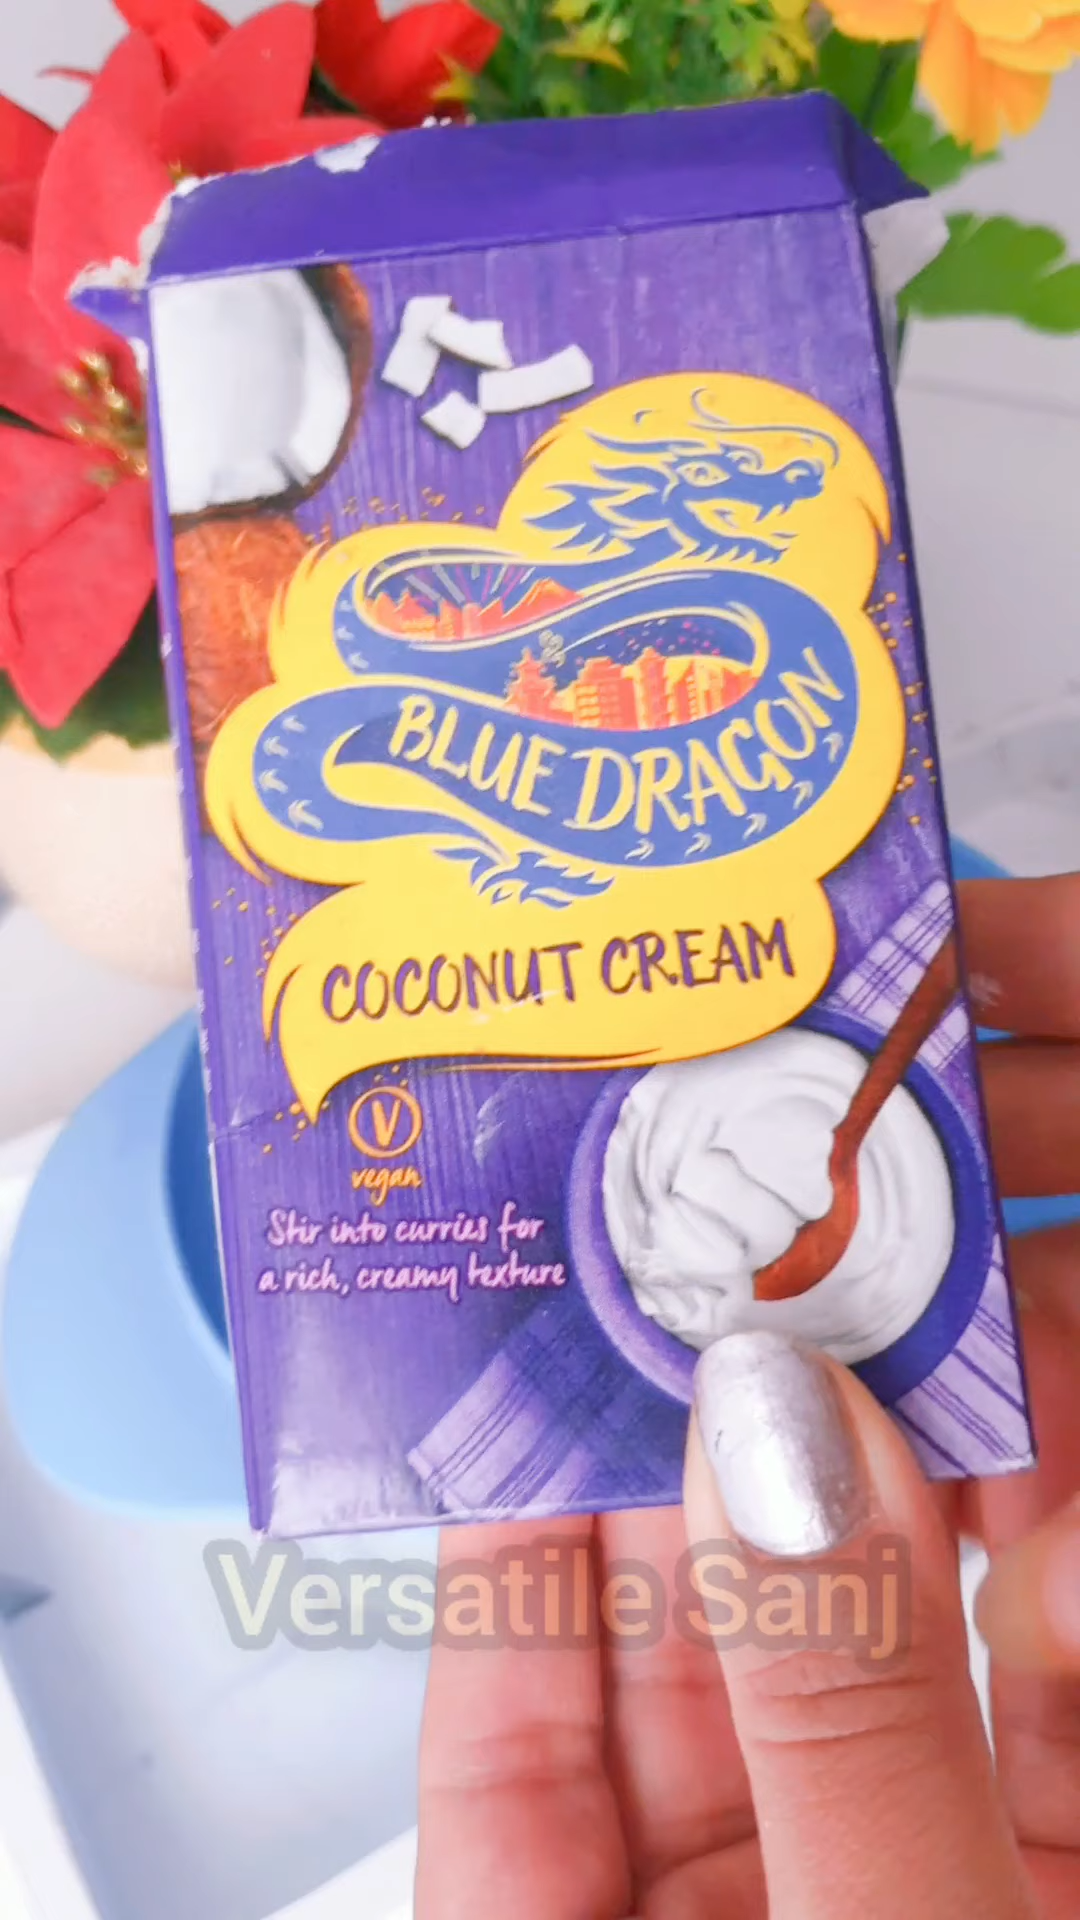 BLUE DRAGON
COCONUT CREAM
V
vegan
Stir into curries for
a rich, creamy texture
Versatile Sanj